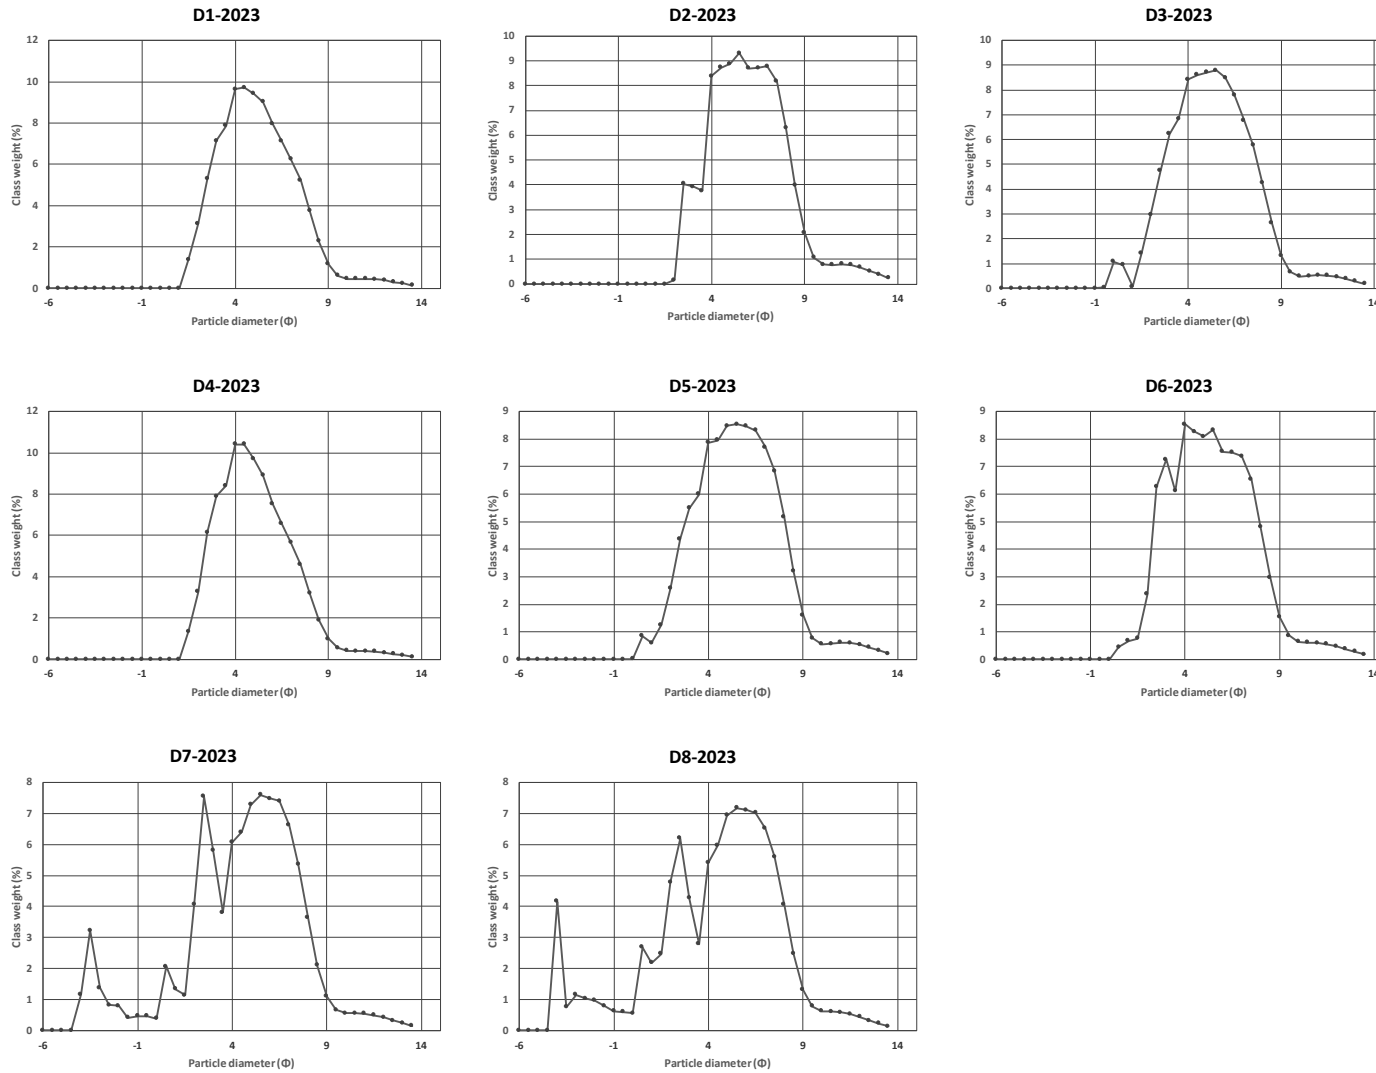 D1-2023
12
10
8
6
4
2
0
-6 -1 4 9 14
Class weight (%)
Particle diameter (Φ)
D2-2023
10
9
8
7
6
5
4
3
2
1
0
-6 -1 4 9 14
Class weight (%)
Particle diameter (Φ)
D3-2023
10
9
8
7
6
5
4
3
2
1
0
-6 -1 4 9 14
Class weight (%)
Particle diameter (Φ)
D4-2023
12
10
8
6
4
2
0
-6 -1 4 9 14
Class weight (%)
Particle diameter (Φ)
D5-2023
9
8
7
6
5
4
3
2
1
0
-6 -1 4 9 14
Class weight (%)
Particle diameter (Φ)
D6-2023
9
8
7
6
5
4
3
2
1
0
-6 -1 4 9 14
Class weight (%)
Particle diameter (Φ)
D7-2023
8
7
6
5
4
3
2
1
0
-6 -1 4 9 14
Class weight (%)
Particle diameter (Φ)
D8-2023
8
7
6
5
4
3
2
1
0
-6 -1 4 9 14
Class weight (%)
Particle diameter (Φ)